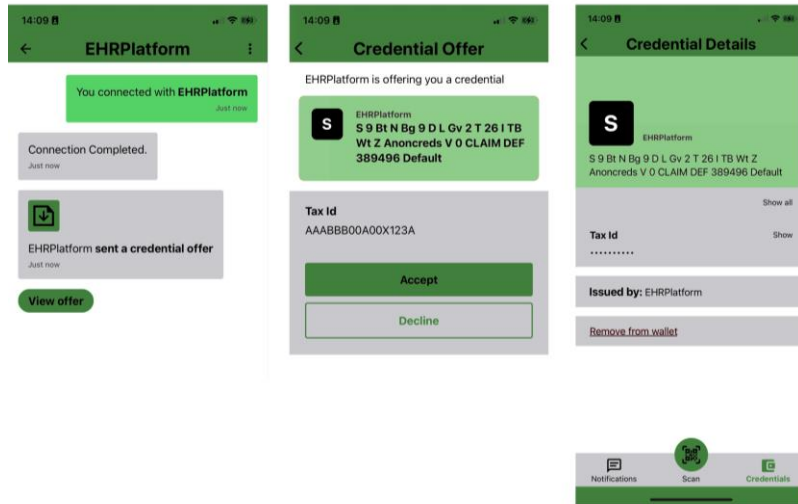 14:09
EHRPlatform
You connected with EHRPlatform
Just now
Connection Completed.
Just now
EHRPlatform sent a credential offer
Just now
View offer
14:09
Credential Offer
EHRPlatform is offering you a credential
S
EHRPlatform
S 9 Bt N Bg 9 D L Gv 2 T 26 I TB
Wt Z Anoncreds V 0 CLAIM DEF
389496 Default
Tax Id
AAABBB00A00X123A
Accept
Decline
14:09
Credential Details
S
EHRPlatform
S 9 Bt N Bg 9 D L Gv 2 T 26 I TB Wt Z
Anoncreds V 0 CLAIM DEF 389496 Default
Show all
Tax Id
Show
Issued by: EHRPlatform
Remove from wallet
Notifications
Scan
Credentials